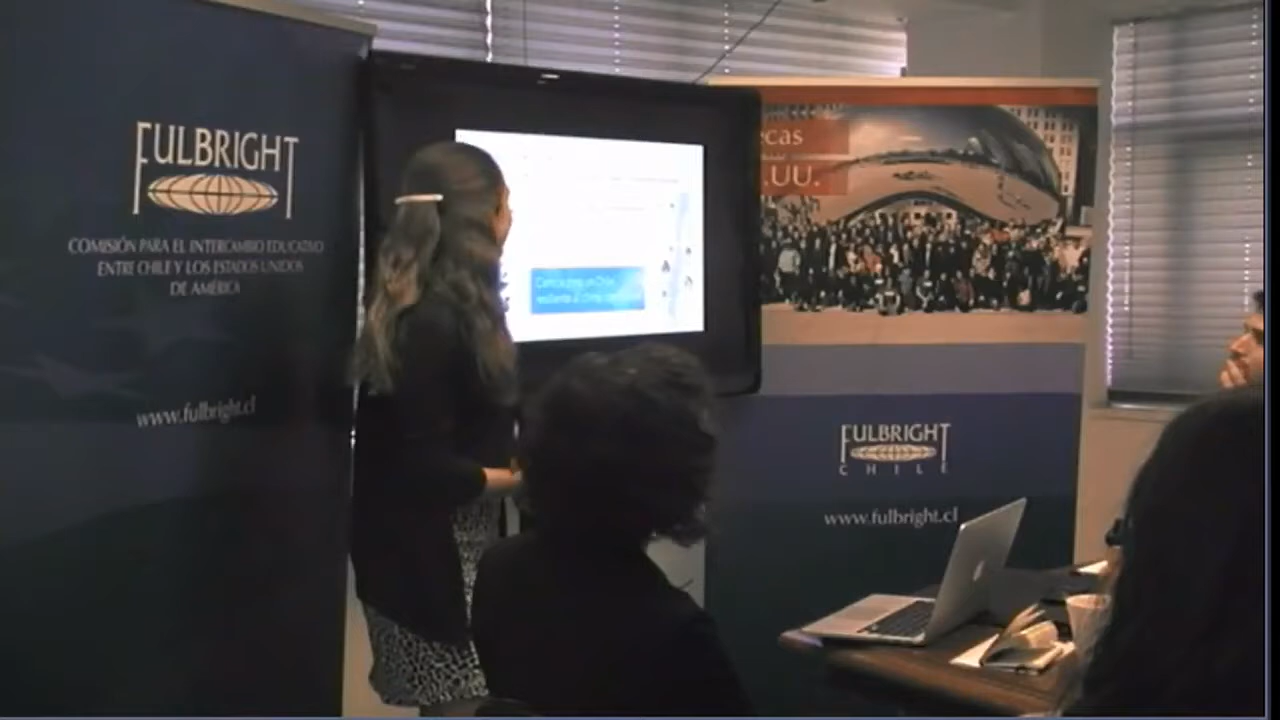 FULBRIGHT
COMISIÓN PARA EL INTERCAMBIO EDUCATIVO
ENTRE CHILE Y LOS ESTADOS UNIDOS
DE AMÉRICA
www.fulbright.cl
ecas
.UU.
FULBRIGHT
CHILE
www.fulbright.cl